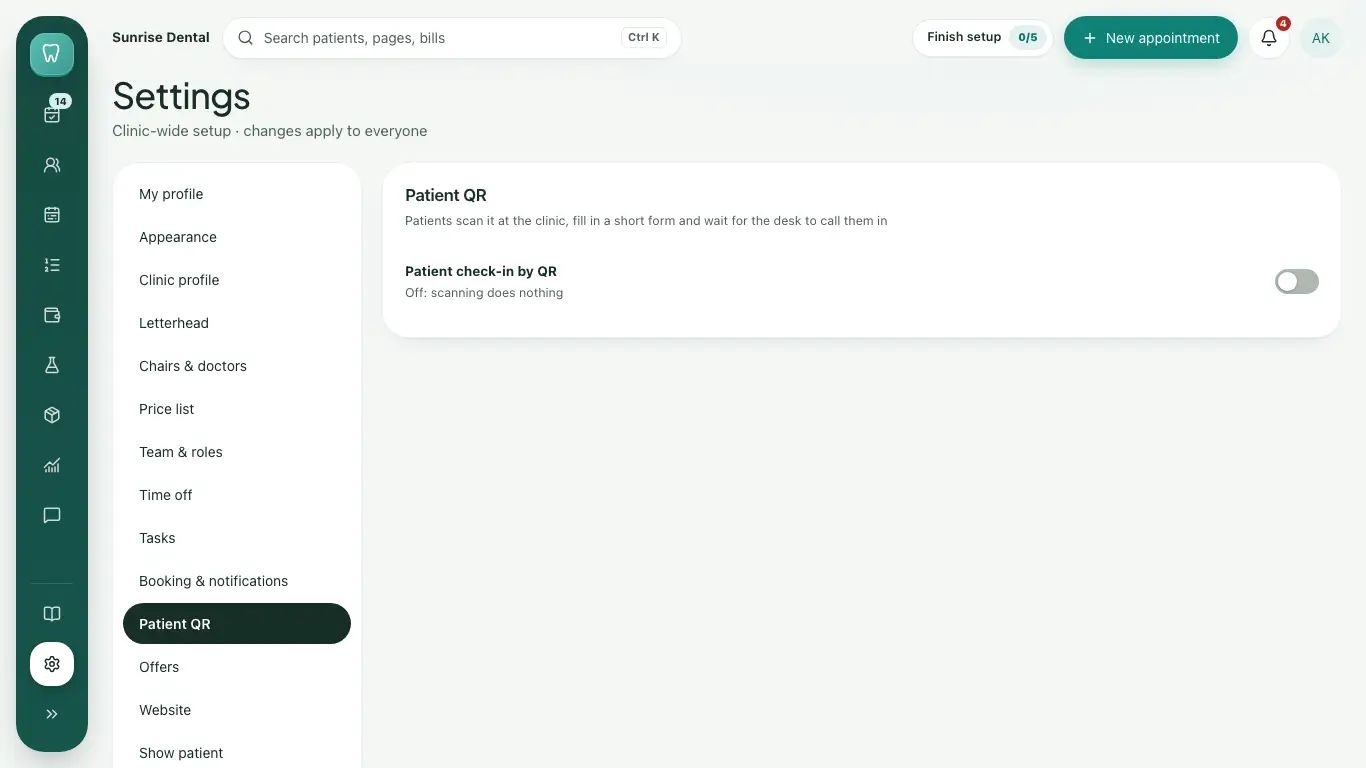 Sunrise Dental
Search patients, pages, bills
Ctrl K
Finish setup 0/5
+ New appointment
4
AK
14
Settings
Clinic-wide setup · changes apply to everyone
My profile
Appearance
Clinic profile
Letterhead
Chairs & doctors
Price list
Team & roles
Time off
Tasks
Booking & notifications
Patient QR
Offers
Website
Show patient
Patient QR
Patients scan it at the clinic, fill in a short form and wait for the desk to call them in
Patient check-in by QR
Off: scanning does nothing